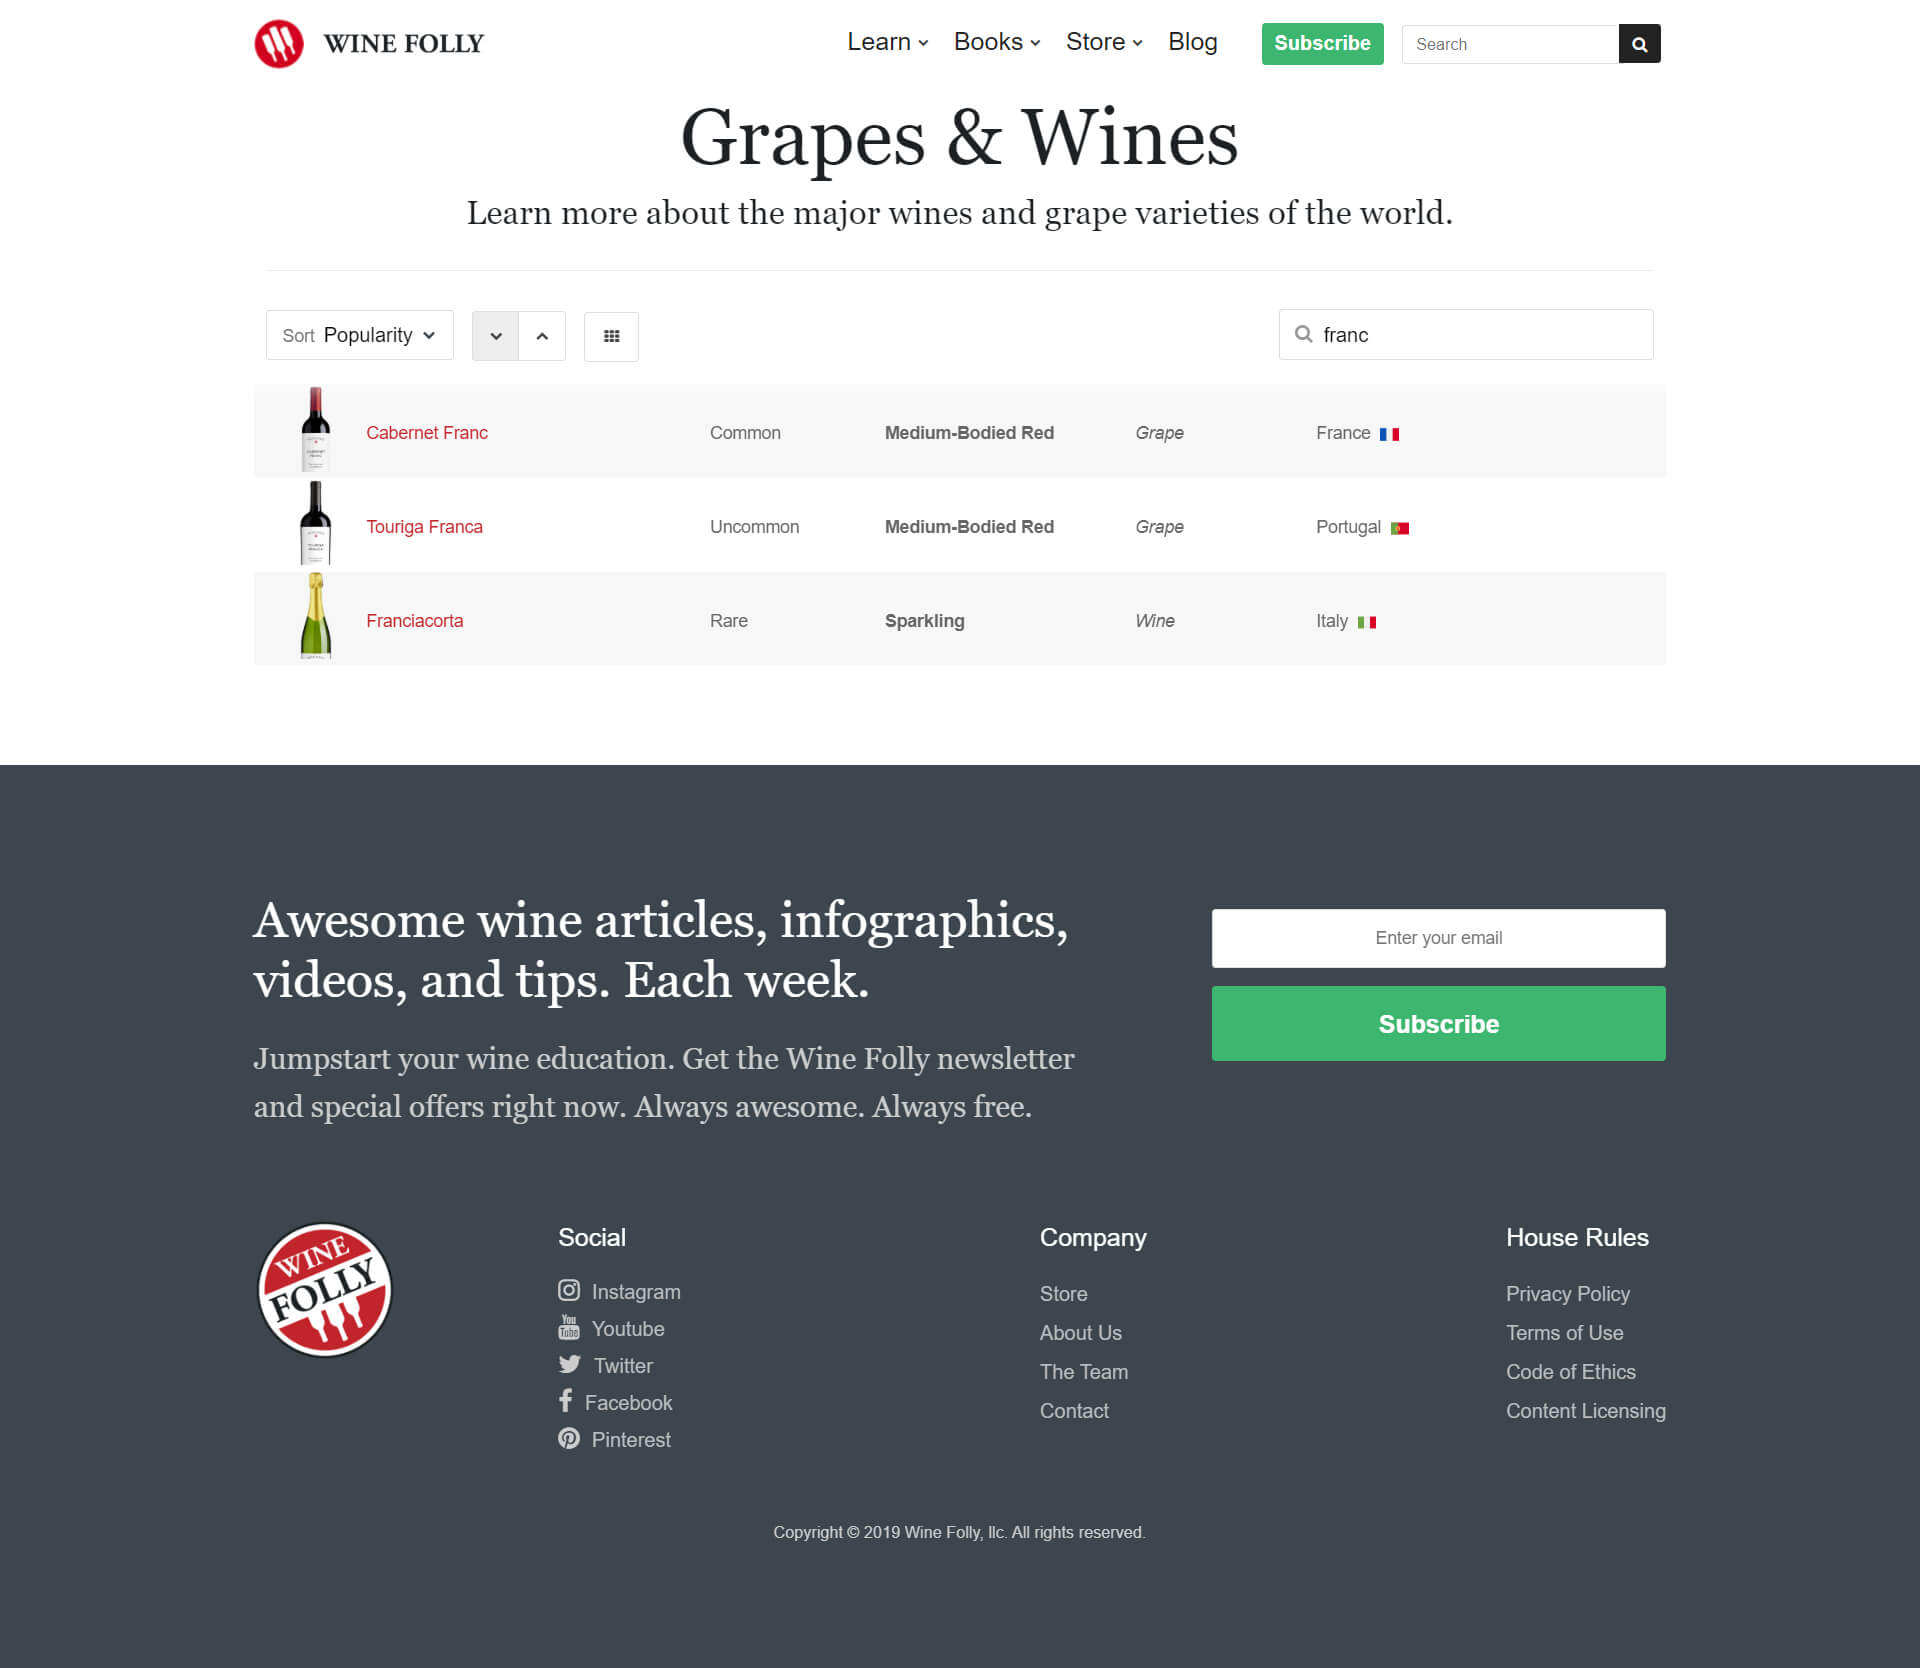 WINE FOLLY
Learn Books Store Blog Subscribe Search
Grapes & Wines
Learn more about the major wines and grape varieties of the world.
Sort Popularity franc
Cabernet Franc Common Medium-Bodied Red Grape France
Touriga Franca Uncommon Medium-Bodied Red Grape Portugal
Franciacorta Rare Sparkling Wine Italy
Awesome wine articles, infographics,
videos, and tips. Each week.
Jumpstart your wine education. Get the Wine Folly newsletter
and special offers right now. Always awesome. Always free.
Enter your email
Subscribe
WINE
FOLLY
Social
Instagram
You
Tube
Youtube
Twitter
Facebook
Pinterest
Company
Store
About Us
The Team
Contact
House Rules
Privacy Policy
Terms of Use
Code of Ethics
Content Licensing
Copyright © 2019 Wine Folly, llc. All rights reserved.